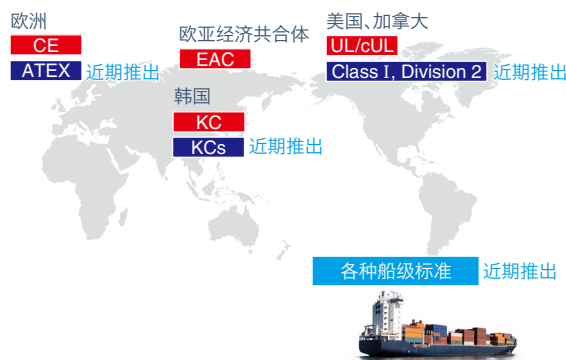 欧洲
CE
ATEX 近期推出
欧亚经济共合体
EAC
韩国
KC
KCs 近期推出
美国、加拿大
UL/cUL
Class I, Division 2 近期推出
各种船级标准 近期推出